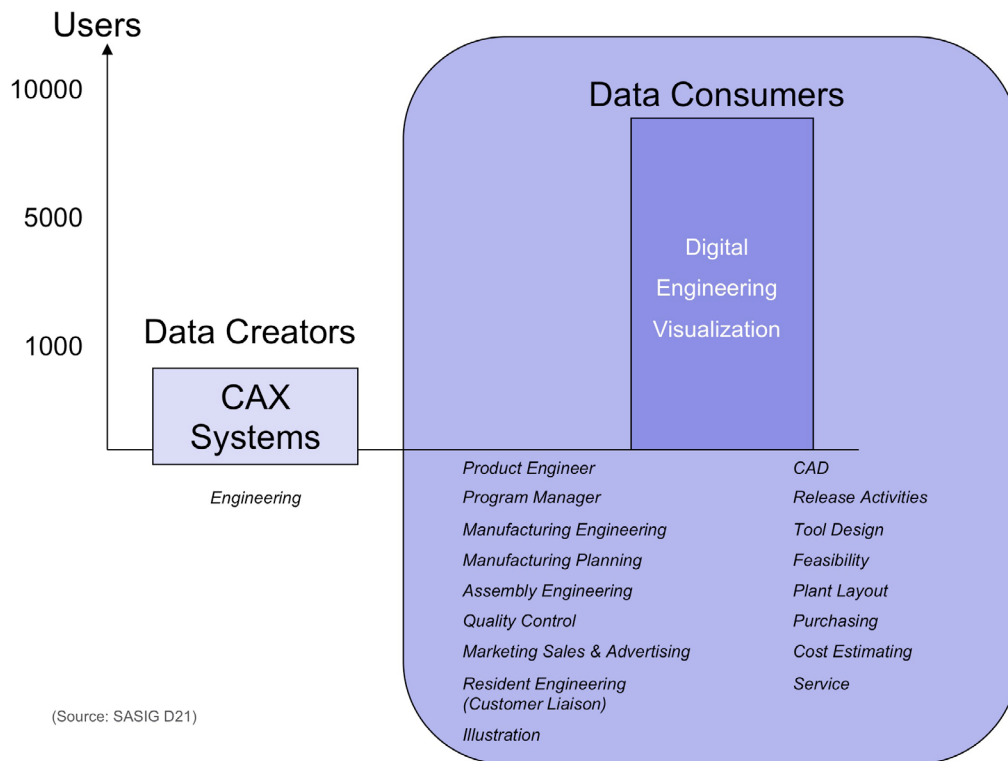 Users
10000
5000
1000
Data Creators
CAX
Systems
Engineering
Data Consumers
Digital
Engineering
Visualization
Product Engineer
Program Manager
Manufacturing Engineering
Manufacturing Planning
Assembly Engineering
Quality Control
Marketing Sales & Advertising
Resident Engineering
(Customer Liaison)
Illustration
CAD
Release Activities
Tool Design
Feasibility
Plant Layout
Purchasing
Cost Estimating
Service
(Source: SASIG D21)